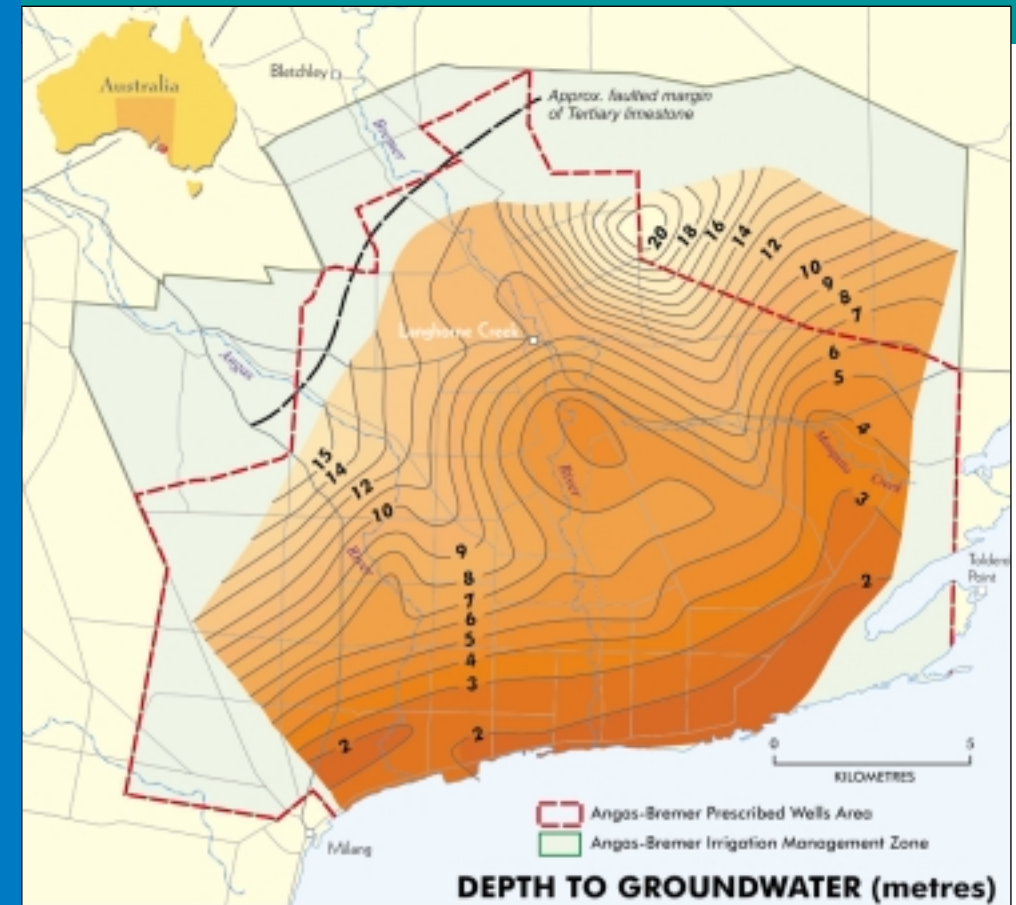 Australia
Bletchley
Approx. faulted margin
of Tertiary limestone
Bremer
20
18
16
14
12
10
9
8
7
6
5
4
3
2
Langhorne Creek
Angas
River
Mosquito
Creek
15
14
12
10
River
9
8
7
6
5
4
3
2
2
Point
Milang
0 5
KILOMETRES
Angas-Bremer Prescribed Wells Area
Angas-Bremer Irrigation Management Zone
DEPTH TO GROUNDWATER (metres)